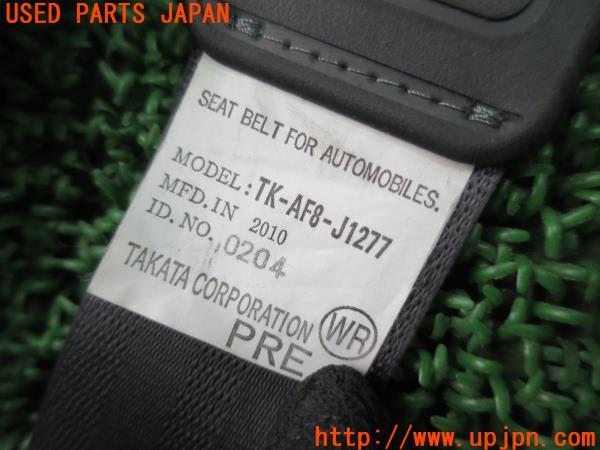 USED PARTS JAPAN
SEAT BELT FOR AUTOMOBILES.
MODEL: TK-AF8-J1277
MFD. IN 2010
ID. NO. 0204
TAKATA CORPORATION
WR
PRE
http://www.upjpn.com/